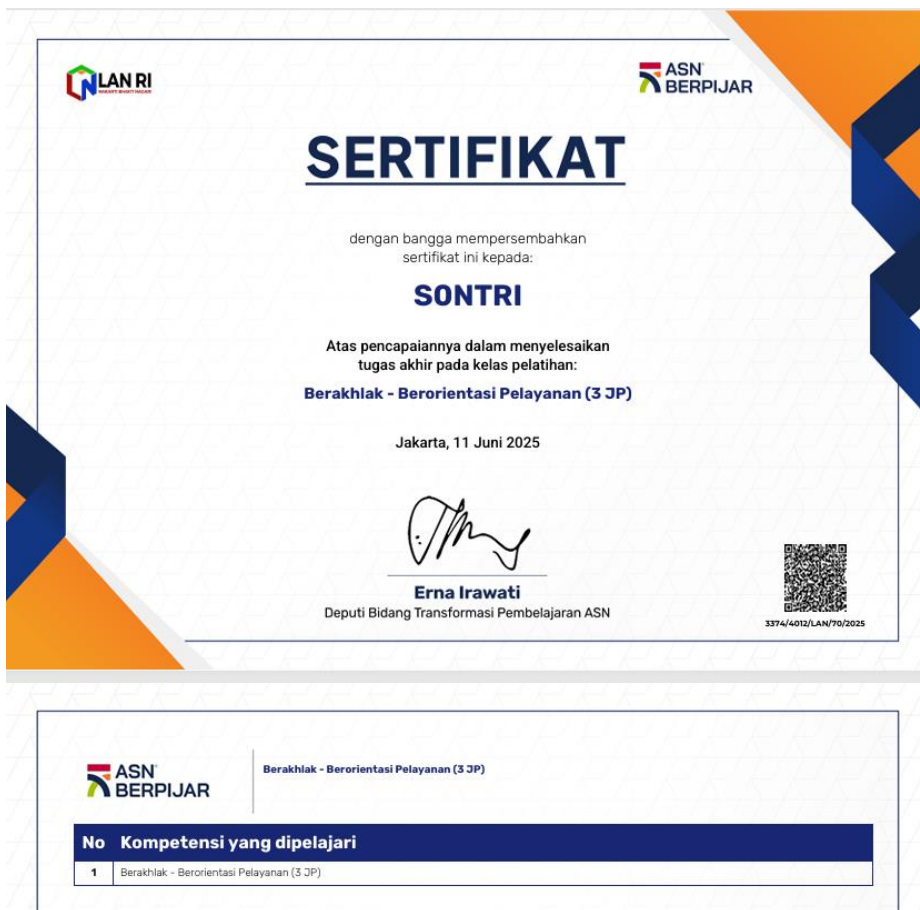 LAN RI
MAKARTI BHAKTI NAGARI
ASN
BERPIJAR
SERTIFIKAT
dengan bangga mempersembahkan
sertifikat ini kepada:
SONTRI
Atas pencapaiannya dalam menyelesaikan
tugas akhir pada kelas pelatihan:
Berakhlak - Berorientasi Pelayanan (3 JP)
Jakarta, 11 Juni 2025
Erna Irawati
Deputi Bidang Transformasi Pembelajaran ASN
3374/4012/LAN/70/2025
ASN
BERPIJAR
Berakhlak - Berorientasi Pelayanan (3 JP)
No Kompetensi yang dipelajari
1 Berakhlak - Berorientasi Pelayanan (3 JP)